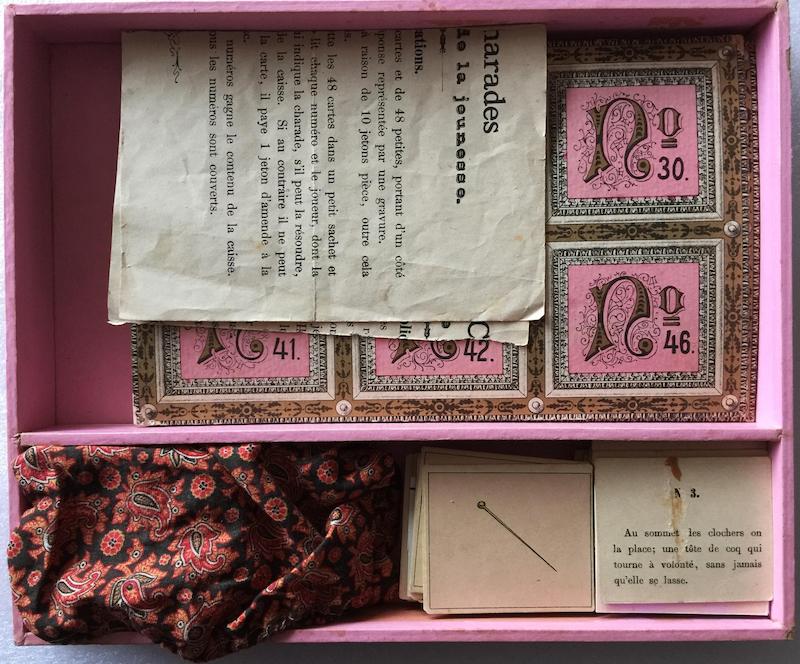 harades
de la jeunesse.
ations.
cartes et de 48 petites, portant d'un côté
ponse représentée par une gravure.
à raison de 10 jetons pièce, outre cela
s.
tte les 48 cartes dans un petit sachet et
lit chaque numéro et le joueur, dont la
ui indique la charade, s'il peut la résoudre,
de la caisse. Si au contraire il ne peut
la carte, il paye 1 jeton d'amende à la
numéros gagne le contenu de la caisse.
ous les numéros sont couverts.
No 30.
No 41.
No 42.
No 46.
N 3.
Au sommet les clochers on
la place; une tête de coq qui
tourne à volonté, sans jamais
qu'elle se lasse.